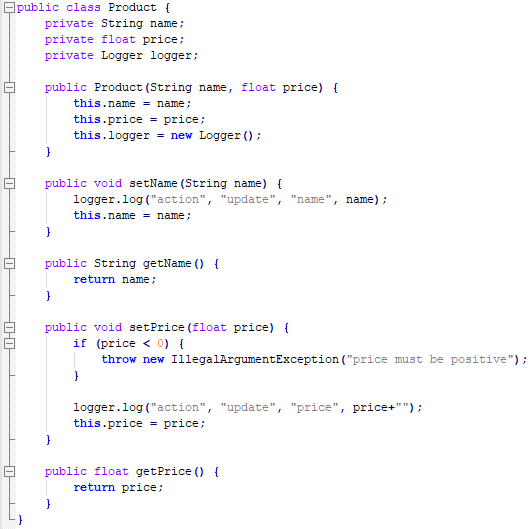 public class Product {
    private String name;
    private float price;
    private Logger logger;

    public Product(String name, float price) {
        this.name = name;
        this.price = price;
        this.logger = new Logger();
    }

    public void setName(String name) {
        logger.log("action", "update", "name", name);
        this.name = name;
    }

    public String getName() {
        return name;
    }

    public void setPrice(float price) {
        if (price < 0) {
            throw new IllegalArgumentException("price must be positive");
        }

        logger.log("action", "update", "price", price+"");
        this.price = price;
    }

    public float getPrice() {
        return price;
    }
}